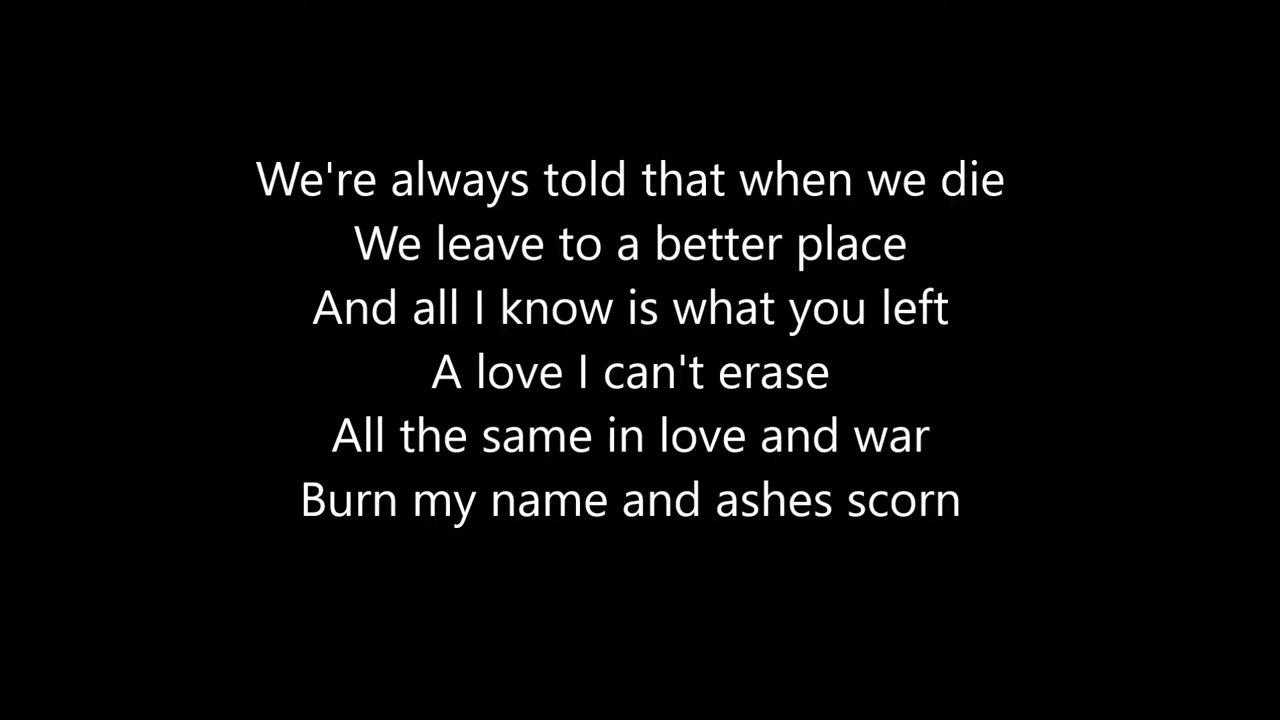 We're always told that when we die
We leave to a better place
And all I know is what you left
A love I can't erase
All the same in love and war
Burn my name and ashes scorn